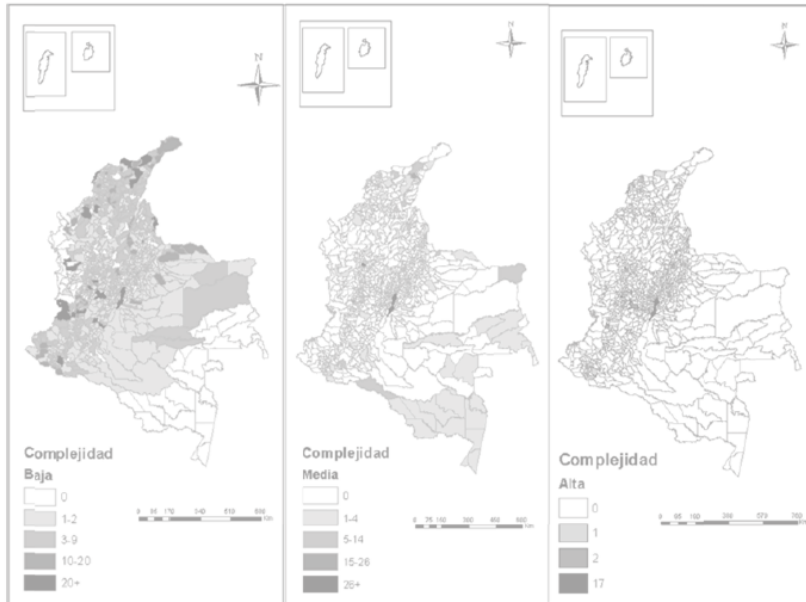 N
Complejidad
Baja
0
1-2
3-9
10-20
20+
N
Complejidad
Media
0
1-4
5-14
15-26
26+
N
Complejidad
Alta
0
1
2
17